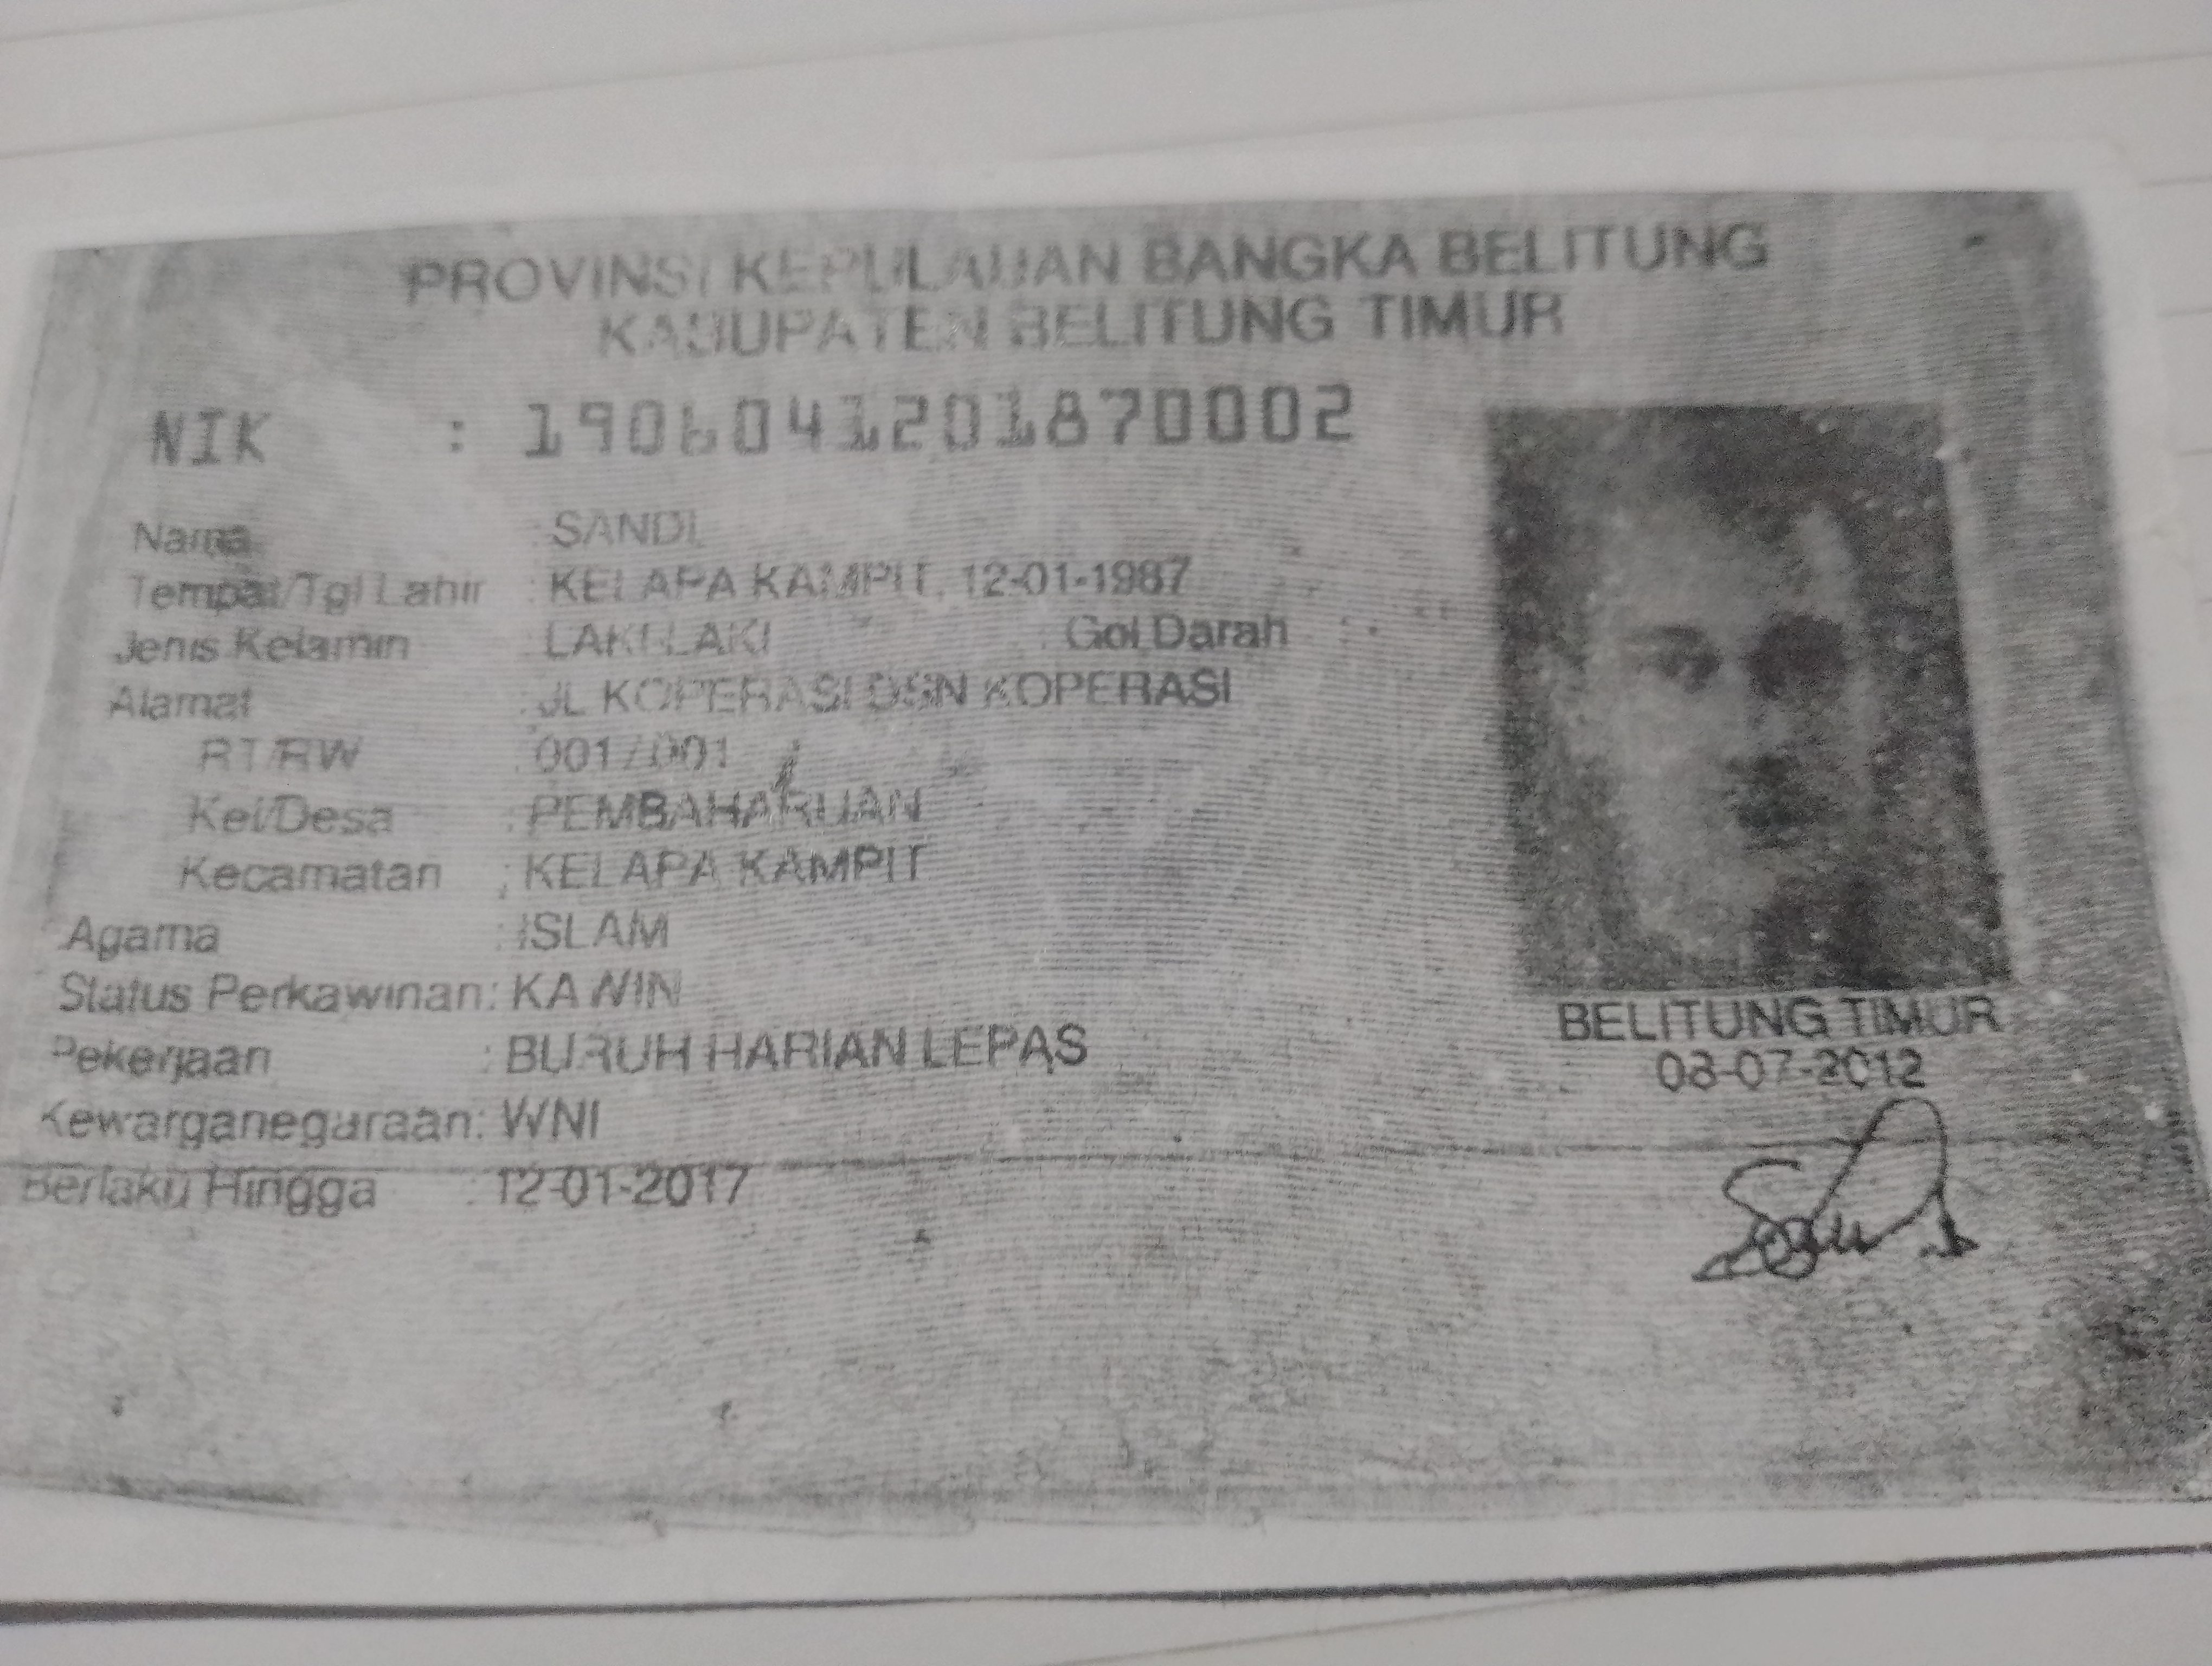 PROVINSI KEPULAUAN BANGKA BELITUNG
KABUPATEN BELITUNG TIMUR
NIK : 1906041201870002
Nama : SANDI
Tempat/Tgl Lahir : KELAPA KAMPIT, 12-01-1987
Jenis Kelamin : LAKI-LAKI Gol.Darah : -
Alamat : JL KOPERASI DSN KOPERASI
RT/RW : 001/001
Kel/Desa : PEMBAHARUAN
Kecamatan : KELAPA KAMPIT
Agama : ISLAM
Status Perkawinan: KAWIN
Pekerjaan : BURUH HARIAN LEPAS
Kewarganegaraan: WNI
Berlaku Hingga : 12-01-2017
BELITUNG TIMUR
03-07-2012